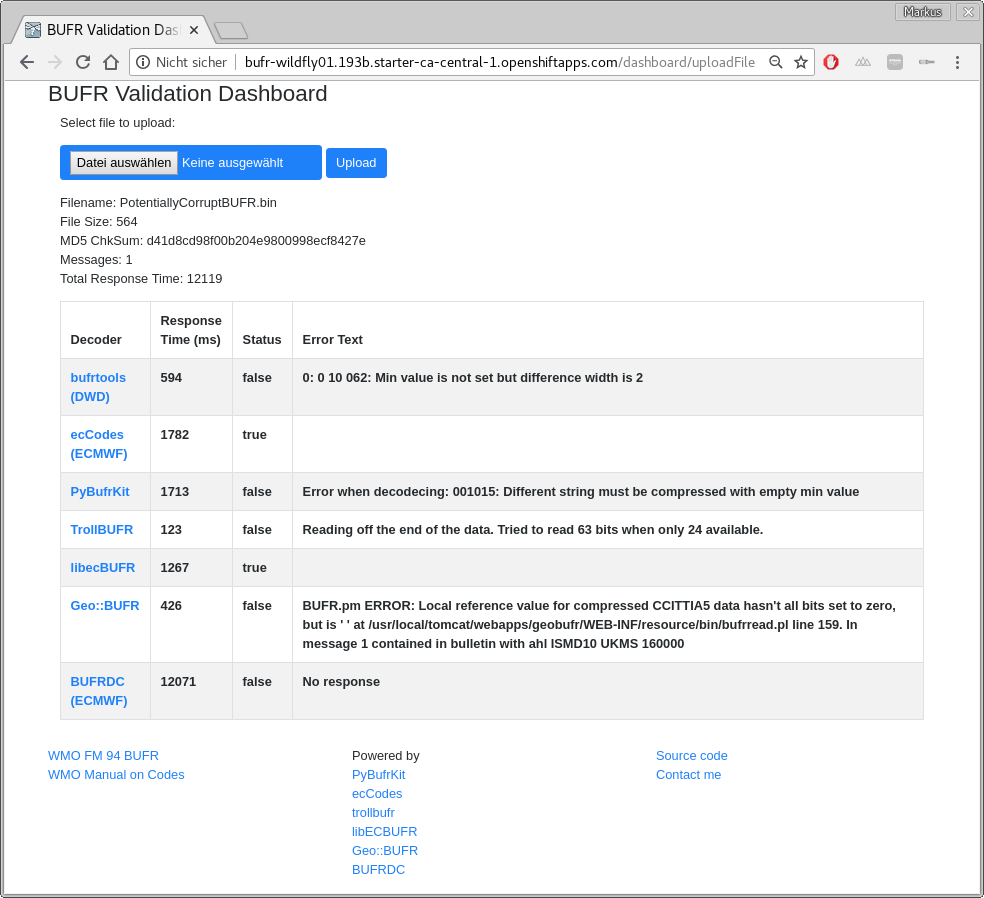 Markus
BUFR Validation Das
Nicht sicher bufr-wildfly01.193b.starter-ca-central-1.openshiftapps.com/dashboard/uploadFile
BUFR Validation Dashboard
Select file to upload:
Datei auswählen Keine ausgewählt Upload
Filename: PotentiallyCorruptBUFR.bin
File Size: 564
MD5 ChkSum: d41d8cd98f00b204e9800998ecf8427e
Messages: 1
Total Response Time: 12119
Response
Decoder Time (ms) Status Error Text
bufrtools 594 false 0: 0 10 062: Min value is not set but difference width is 2
(DWD)
ecCodes 1782 true
(ECMWF)
PyBufrKit 1713 false Error when decodecing: 001015: Different string must be compressed with empty min value
TrollBUFR 123 false Reading off the end of the data. Tried to read 63 bits when only 24 available.
libecBUFR 1267 true
Geo::BUFR 426 false BUFR.pm ERROR: Local reference value for compressed CCITTIA5 data hasn't all bits set to zero,
but is ' ' at /usr/local/tomcat/webapps/geobufr/WEB-INF/resource/bin/bufrread.pl line 159. In
message 1 contained in bulletin with ahl ISMD10 UKMS 160000
BUFRDC 12071 false No response
(ECMWF)
WMO FM 94 BUFR Powered by Source code
WMO Manual on Codes PyBufrKit Contact me
ecCodes
trollbufr
libECBUFR
Geo::BUFR
BUFRDC